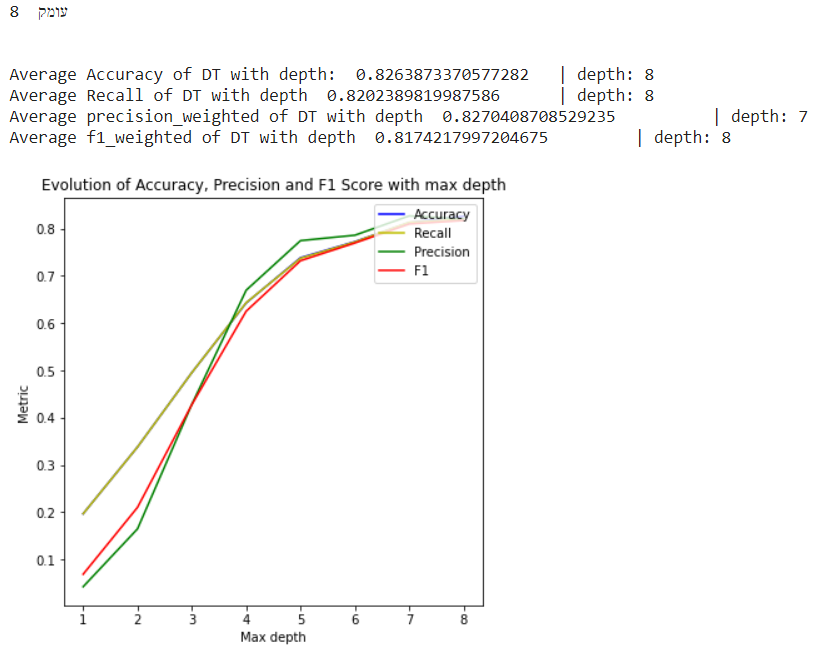 8 עומק
Average Accuracy of DT with depth: 0.8263873370577282 | depth: 8
Average Recall of DT with depth 0.8202389819987586 | depth: 8
Average precision_weighted of DT with depth 0.8270408708529235 | depth: 7
Average f1_weighted of DT with depth 0.8174217997204675 | depth: 8
Evolution of Accuracy, Precision and F1 Score with max depth
Accuracy
Recall
Precision
F1
0.8
0.7
0.6
0.5
0.4
0.3
0.2
0.1
Metric
1 2 3 4 5 6 7 8
Max depth